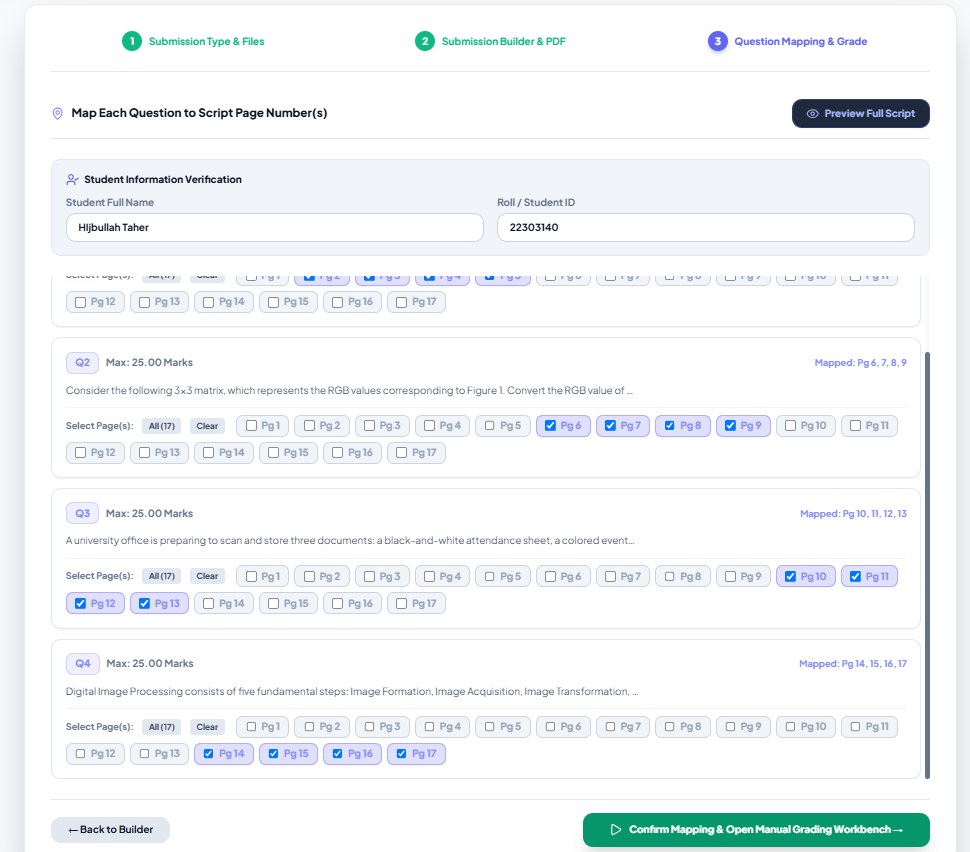 1 Submission Type & Files 2 Submission Builder & PDF 3 Question Mapping & Grade
Map Each Question to Script Page Number(s) Preview Full Script
Student Information Verification
Student Full Name Roll / Student ID
HIjbullah Taher 22303140
Select Page(s): All (17) Clear Pg 1 Pg 2 Pg 3 Pg 4 Pg 5 Pg 6 Pg 7 Pg 8 Pg 9 Pg 10 Pg 11
Pg 12 Pg 13 Pg 14 Pg 15 Pg 16 Pg 17
Q2 Max: 25.00 Marks Mapped: Pg 6, 7, 8, 9
Consider the following 3×3 matrix, which represents the RGB values corresponding to Figure 1. Convert the RGB value of ...
Select Page(s): All (17) Clear Pg 1 Pg 2 Pg 3 Pg 4 Pg 5 Pg 6 Pg 7 Pg 8 Pg 9 Pg 10 Pg 11
Pg 12 Pg 13 Pg 14 Pg 15 Pg 16 Pg 17
Q3 Max: 25.00 Marks Mapped: Pg 10, 11, 12, 13
A university office is preparing to scan and store three documents: a black-and-white attendance sheet, a colored event...
Select Page(s): All (17) Clear Pg 1 Pg 2 Pg 3 Pg 4 Pg 5 Pg 6 Pg 7 Pg 8 Pg 9 Pg 10 Pg 11
Pg 12 Pg 13 Pg 14 Pg 15 Pg 16 Pg 17
Q4 Max: 25.00 Marks Mapped: Pg 14, 15, 16, 17
Digital Image Processing consists of five fundamental steps: Image Formation, Image Acquisition, Image Transformation, ...
Select Page(s): All (17) Clear Pg 1 Pg 2 Pg 3 Pg 4 Pg 5 Pg 6 Pg 7 Pg 8 Pg 9 Pg 10 Pg 11
Pg 12 Pg 13 Pg 14 Pg 15 Pg 16 Pg 17
← Back to Builder Confirm Mapping & Open Manual Grading Workbench →